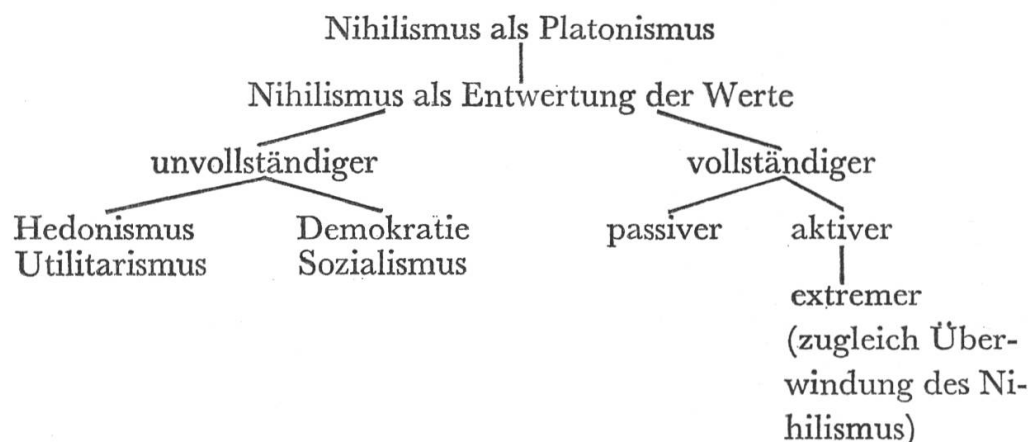 Nihilismus als Platonismus
Nihilismus als Entwertung der Werte
unvollständiger vollständiger
Hedonismus Demokratie passiver aktiver
Utilitarismus Sozialismus
extremer
(zugleich Über-
windung des Ni-
hilismus)